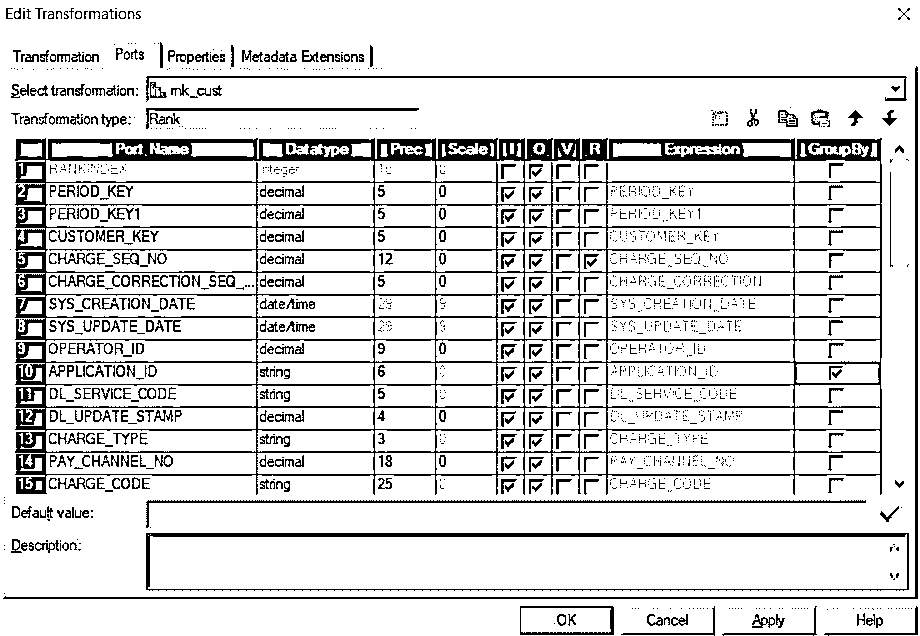 Edit Transformations
Transformation Ports Properties Metadata Extensions
Select transformation: mk_cust
Transformation type: Rank
Port Name Datatype Prec Scale I O V R Expression GroupBy
1 RANKINDEX integer 10 0
2 PERIOD_KEY decimal 5 0 PERIOD_KEY
3 PERIOD_KEY1 decimal 5 0 PERIOD_KEY1
4 CUSTOMER_KEY decimal 5 0 CUSTOMER_KEY
5 CHARGE_SEQ_NO decimal 12 0 CHARGE_SEQ_NO
6 CHARGE_CORRECTION_SEQ_... decimal 5 0 CHARGE_CORRECTION
7 SYS_CREATION_DATE date/time 29 9 SYS_CREATION_DATE
8 SYS_UPDATE_DATE date/time 29 9 SYS_UPDATE_DATE
9 OPERATOR_ID decimal 9 0 OPERATOR_ID
10 APPLICATION_ID string 6 0 APPLICATION_ID
11 DL_SERVICE_CODE string 5 0 DL_SERVICE_CODE
12 DL_UPDATE_STAMP decimal 4 0 DL_UPDATE_STAMP
13 CHARGE_TYPE string 3 0 CHARGE_TYPE
14 PAY_CHANNEL_NO decimal 18 0 PAY_CHANNEL_NO
15 CHARGE_CODE string 25 0 CHARGE_CODE
Default value:
Description:
OK Cancel Apply Help